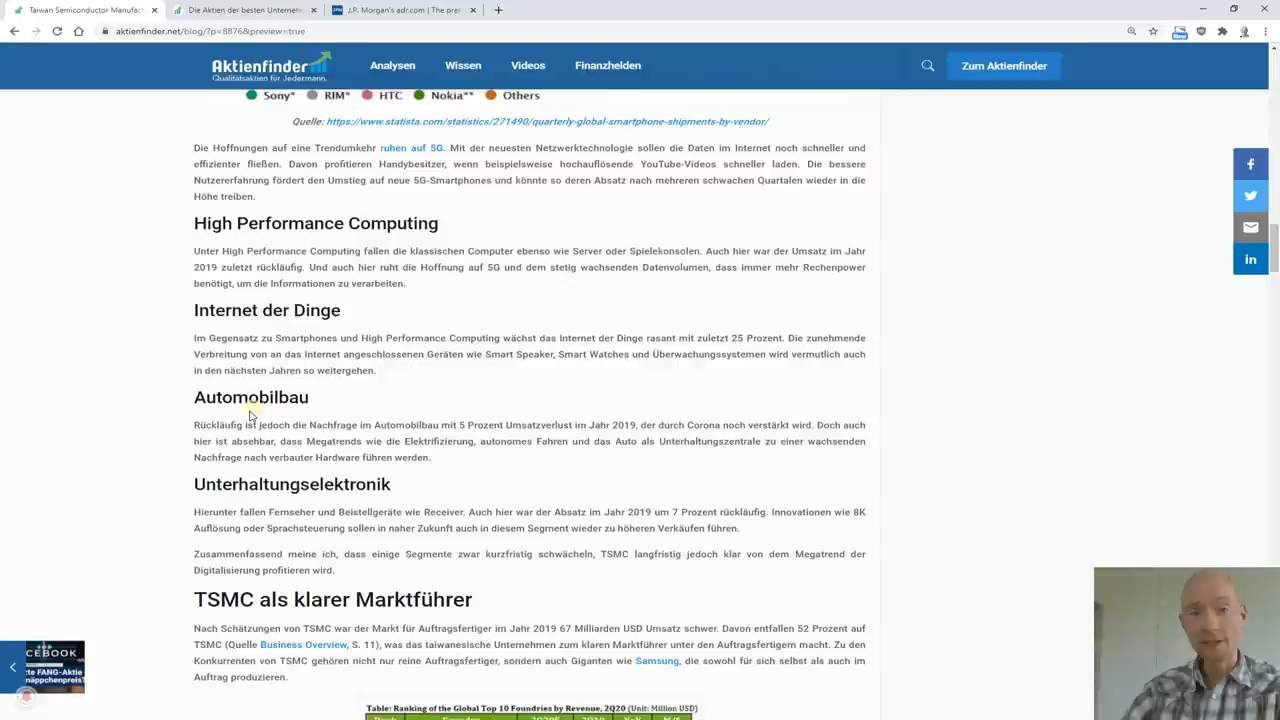 Taiwan Semiconductor Manufact
Die Aktien der besten Unterneh
J.P. Morgan's adr.com | The prer
aktienfinder.net/blog/?p=8876&preview=true
Aktienfinder
Qualitätsaktien für Jedermann.
Analysen
Wissen
Videos
Finanzhelden
Zum Aktienfinder
Sony* RIM* HTC Nokia** Others
Quelle: https://www.statista.com/statistics/271490/quarterly-global-smartphone-shipments-by-vendor/
Die Hoffnungen auf eine Trendumkehr ruhen auf 5G. Mit der neuesten Netzwerktechnologie sollen die Daten im Internet noch schneller und
effizienter fließen. Davon profitieren Handybesitzer, wenn beispielsweise hochauflösende YouTube-Videos schneller laden. Die bessere
Nutzererfahrung fördert den Umstieg auf neue 5G-Smartphones und könnte so deren Absatz nach mehreren schwachen Quartalen wieder in die
Höhe treiben.
High Performance Computing
Unter High Performance Computing fallen die klassischen Computer ebenso wie Server oder Spielekonsolen. Auch hier war der Umsatz im Jahr
2019 zuletzt rückläufig. Und auch hier ruht die Hoffnung auf 5G und dem stetig wachsenden Datenvolumen, dass immer mehr Rechenpower
benötigt, um die Informationen zu verarbeiten.
Internet der Dinge
Im Gegensatz zu Smartphones und High Performance Computing wächst das Internet der Dinge rasant mit zuletzt 25 Prozent. Die zunehmende
Verbreitung von an das Internet angeschlossenen Geräten wie Smart Speaker, Smart Watches und Überwachungssystemen wird vermutlich auch
in den nächsten Jahren so weitergehen.
Automobilbau
Rückläufig ist jedoch die Nachfrage im Automobilbau mit 5 Prozent Umsatzverlust im Jahr 2019, der durch Corona noch verstärkt wird. Doch auch
hier ist absehbar, dass Megatrends wie die Elektrifizierung, autonomes Fahren und das Auto als Unterhaltungszentrale zu einer wachsenden
Nachfrage nach verbauter Hardware führen werden.
Unterhaltungselektronik
Hierunter fallen Fernseher und Beistellgeräte wie Receiver. Auch hier war der Absatz im Jahr 2019 um 7 Prozent rückläufig. Innovationen wie 8K
Auflösung oder Sprachsteuerung sollen in naher Zukunft auch in diesem Segment wieder zu höheren Verkäufen führen.
Zusammenfassend meine ich, dass einige Segmente zwar kurzfristig schwächeln, TSMC langfristig jedoch klar von dem Megatrend der
Digitalisierung profitieren wird.
TSMC als klarer Marktführer
Nach Schätzungen von TSMC war der Markt für Auftragsfertiger im Jahr 2019 67 Milliarden USD Umsatz schwer. Davon entfallen 52 Prozent auf
TSMC (Quelle Business Overview, S. 11), was das taiwanesische Unternehmen zum klaren Marktführer unter den Auftragsfertigern macht. Zu den
Konkurrenten von TSMC gehören nicht nur reine Auftragsfertiger, sondern auch Giganten wie Samsung, die sowohl für sich selbst als auch im
Auftrag produzieren.
Table: Ranking of the Global Top 10 Foundries by Revenue, 2Q20 (Unit: Million USD)